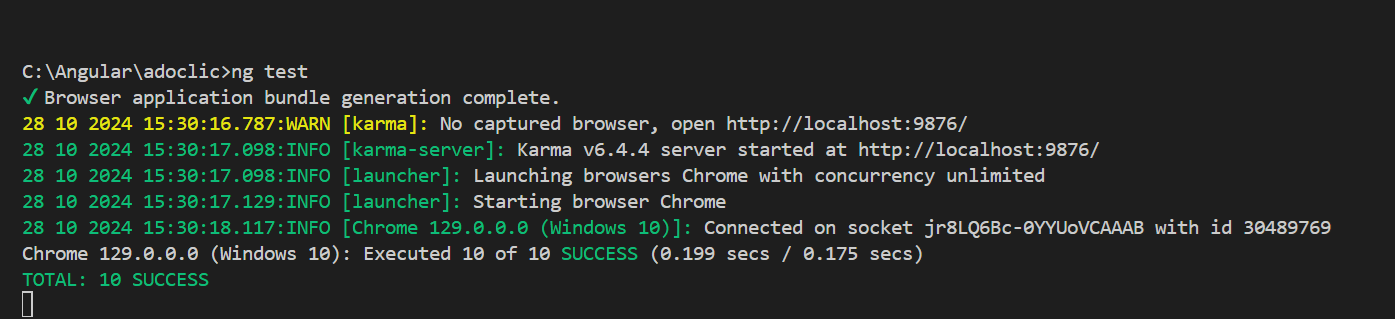 C:\Angular\adoclic>ng test
✔ Browser application bundle generation complete.
28 10 2024 15:30:16.787:WARN [karma]: No captured browser, open http://localhost:9876/
28 10 2024 15:30:17.098:INFO [karma-server]: Karma v6.4.4 server started at http://localhost:9876/
28 10 2024 15:30:17.098:INFO [launcher]: Launching browsers Chrome with concurrency unlimited
28 10 2024 15:30:17.129:INFO [launcher]: Starting browser Chrome
28 10 2024 15:30:18.117:INFO [Chrome 129.0.0.0 (Windows 10)]: Connected on socket jr8LQ6Bc-0YYUoVCAAAB with id 30489769
Chrome 129.0.0.0 (Windows 10): Executed 10 of 10 SUCCESS (0.199 secs / 0.175 secs)
TOTAL: 10 SUCCESS